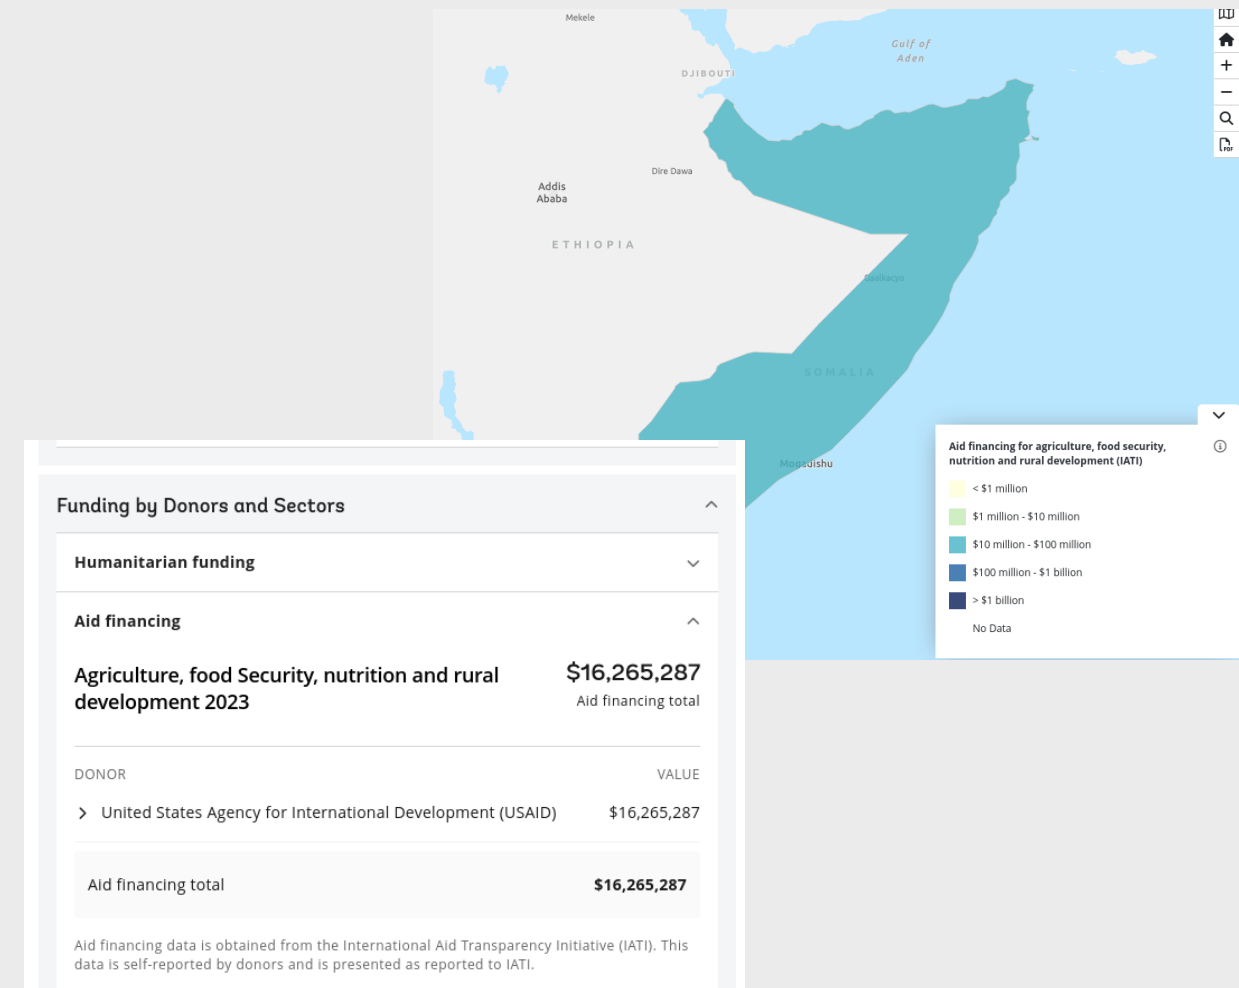 Mekele
Gulf of
Aden
DJIBOUTI
Dire Dawa
Addis
Ababa
ETHIOPIA
Gaalkacyo
SOMALIA
Mogadishu
PDF
Aid financing for agriculture, food security,
nutrition and rural development (IATI)
< $1 million
$1 million - $10 million
$10 million - $100 million
$100 million - $1 billion
> $1 billion
No Data
Funding by Donors and Sectors
Humanitarian funding
Aid financing
Agriculture, food Security, nutrition and rural
development 2023
$16,265,287
Aid financing total
DONOR
VALUE
United States Agency for International Development (USAID)
$16,265,287
Aid financing total
$16,265,287
Aid financing data is obtained from the International Aid Transparency Initiative (IATI). This
data is self-reported by donors and is presented as reported to IATI.